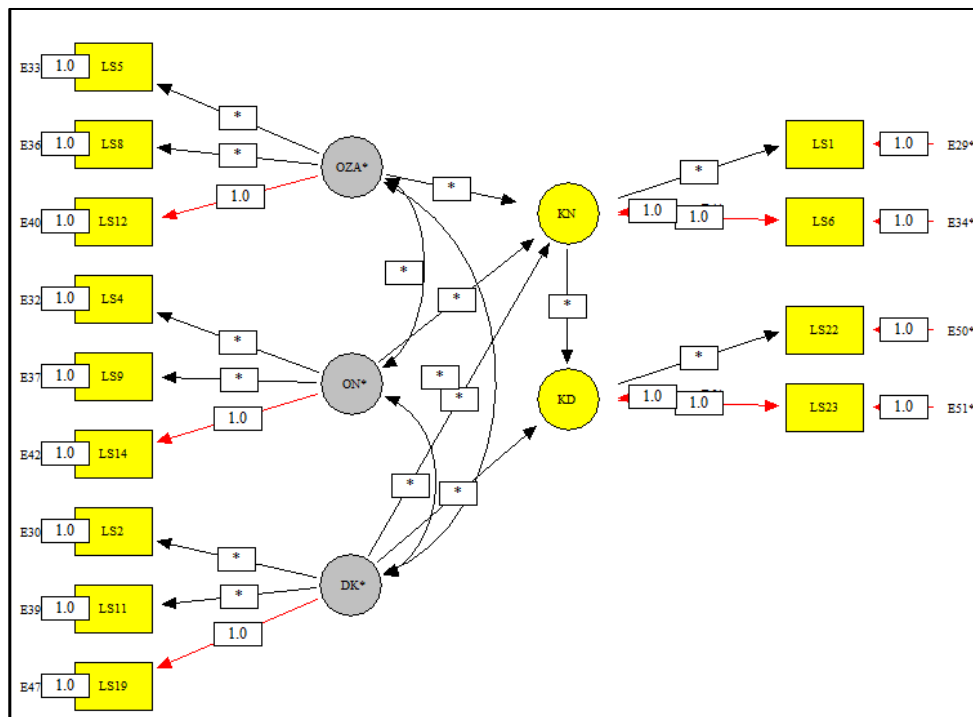 E33 1.0 LS5
*
E36 1.0 LS8
*
OZA*
E40 1.0 LS12
1.0
*
LS1 1.0 E29*
*
KN
1.0
1.0
LS6 1.0 E34*
E32 1.0 LS4
*
*
*
*
E37 1.0 LS9
*
ON*
E42 1.0 LS14
1.0
LS22 1.0 E50*
*
KD
1.0
1.0
LS23 1.0 E51*
*
*
*
*
E30 1.0 LS2
*
E39 1.0 LS11
*
DK*
E47 1.0 LS19
1.0